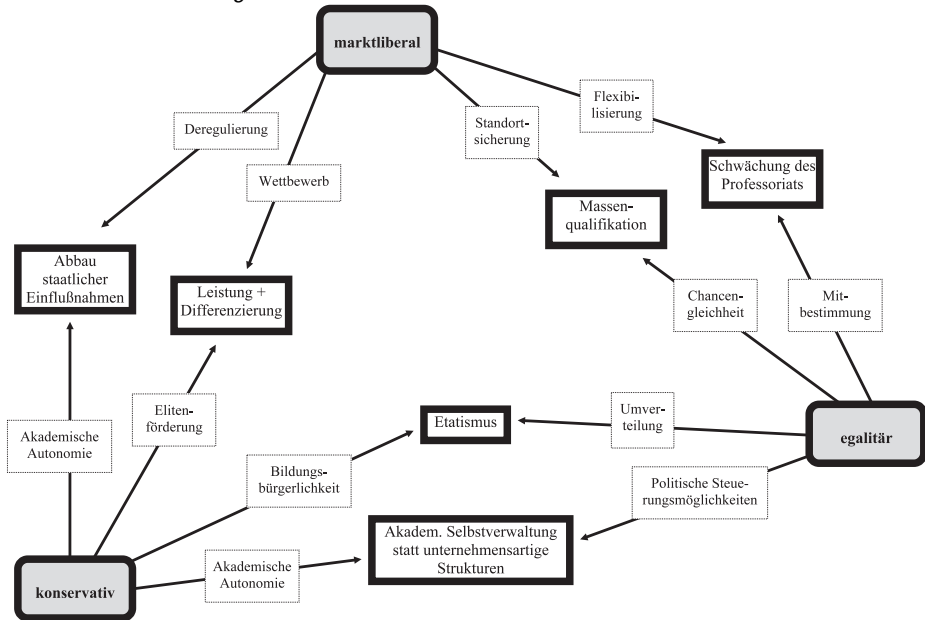 marktliberal
Flexibi-
lisierung
Deregulierung
Standort-
sicherung
Wettbewerb
Schwächung des
Professoriats
Massen-
qualifikation
Abbau
staatlicher
Einflußnahmen
Leistung +
Differenzierung
Chancen-
gleichheit
Mit-
bestimmung
Akademische
Autonomie
Eliten-
förderung
Etatismus
Umver-
teilung
egalitär
Bildungs-
bürgerlichkeit
Politische Steue-
rungsmöglichkeiten
Akadem. Selbstverwaltung
statt unternehmensartige
Strukturen
Akademische
Autonomie
konservativ